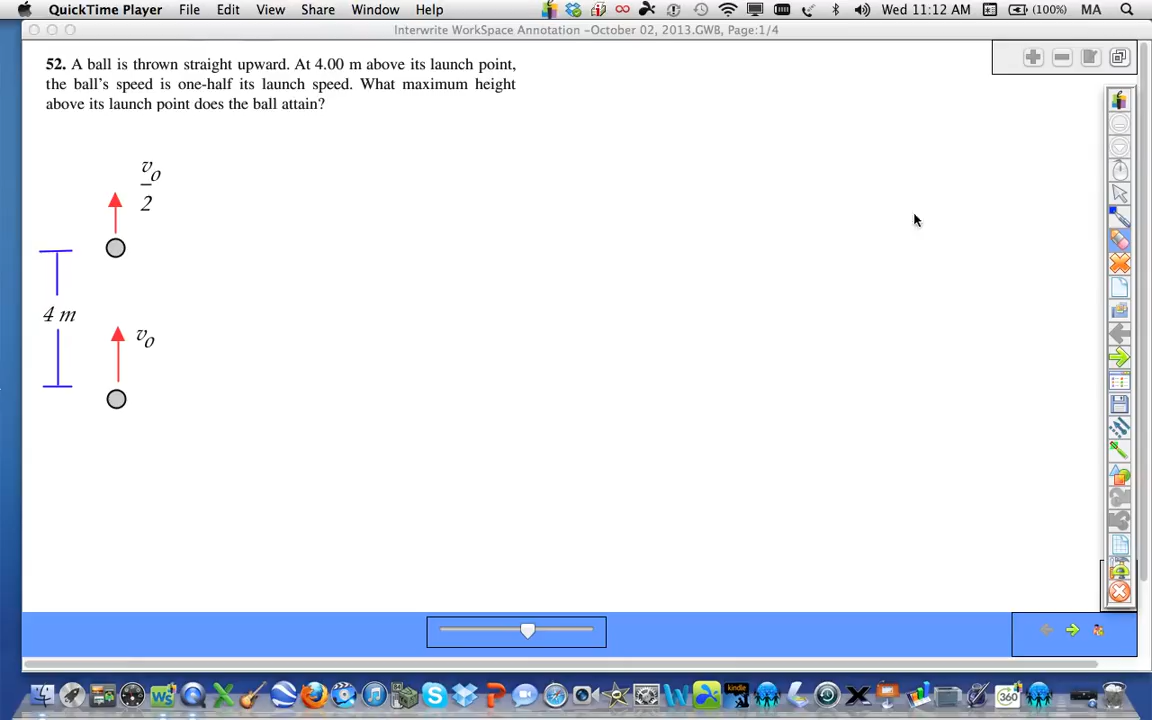 QuickTime Player File Edit View Share Window Help Wed 11:12 AM (100%) MA
Interwrite WorkSpace Annotation –October 02, 2013.GWB, Page:1/4
52. A ball is thrown straight upward. At 4.00 m above its launch point,
the ball's speed is one-half its launch speed. What maximum height
above its launch point does the ball attain?
v₀
2
4 m
v₀
kindle
360